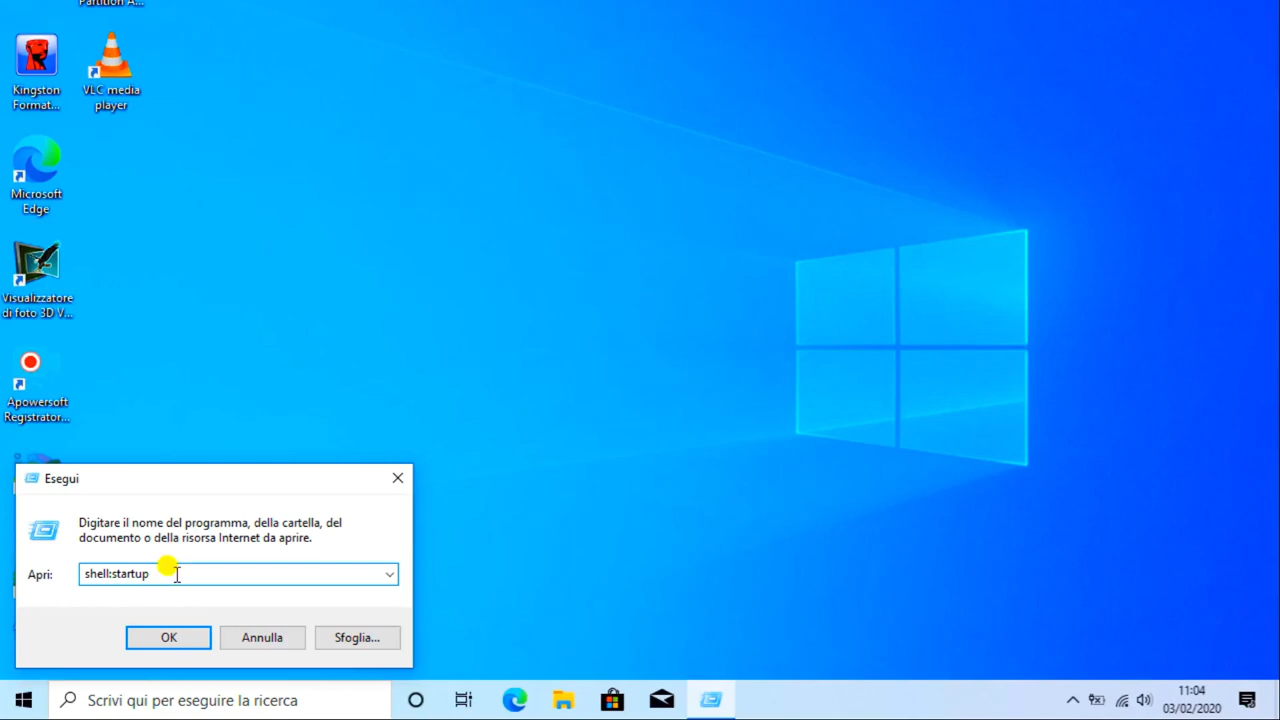 Partition A...
Kingston
Format...
VLC media
player
Microsoft
Edge
Visualizzatore
di foto 3D V...
Apowersoft
Registrator...
Esegui
Digitare il nome del programma, della cartella, del
documento o della risorsa Internet da aprire.
Apri:
shell:startup
OK
Annulla
Sfoglia...
Scrivi qui per eseguire la ricerca
11:04
03/02/2020